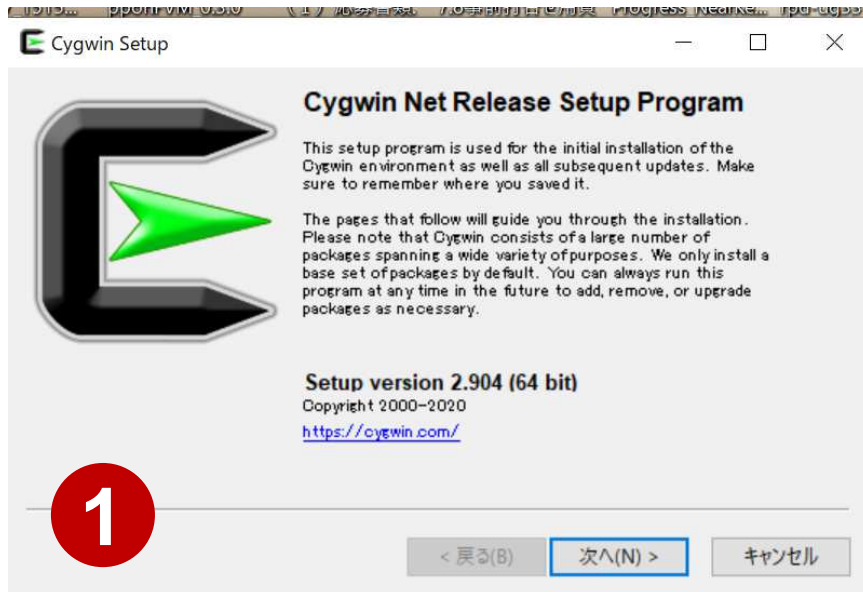 Cygwin Setup
Cygwin Net Release Setup Program
This setup program is used for the initial installation of the
Cygwin environment as well as all subsequent updates. Make
sure to remember where you saved it.
The pages that follow will guide you through the installation.
Please note that Cygwin consists of a large number of
packages spanning a wide variety of purposes. We only install a
base set of packages by default. You can always run this
program at any time in the future to add, remove, or upgrade
packages as necessary.
Setup version 2.904 (64 bit)
Copyright 2000-2020
https://cygwin.com/
1
< 戻る(B)
次へ(N) >
キャンセル